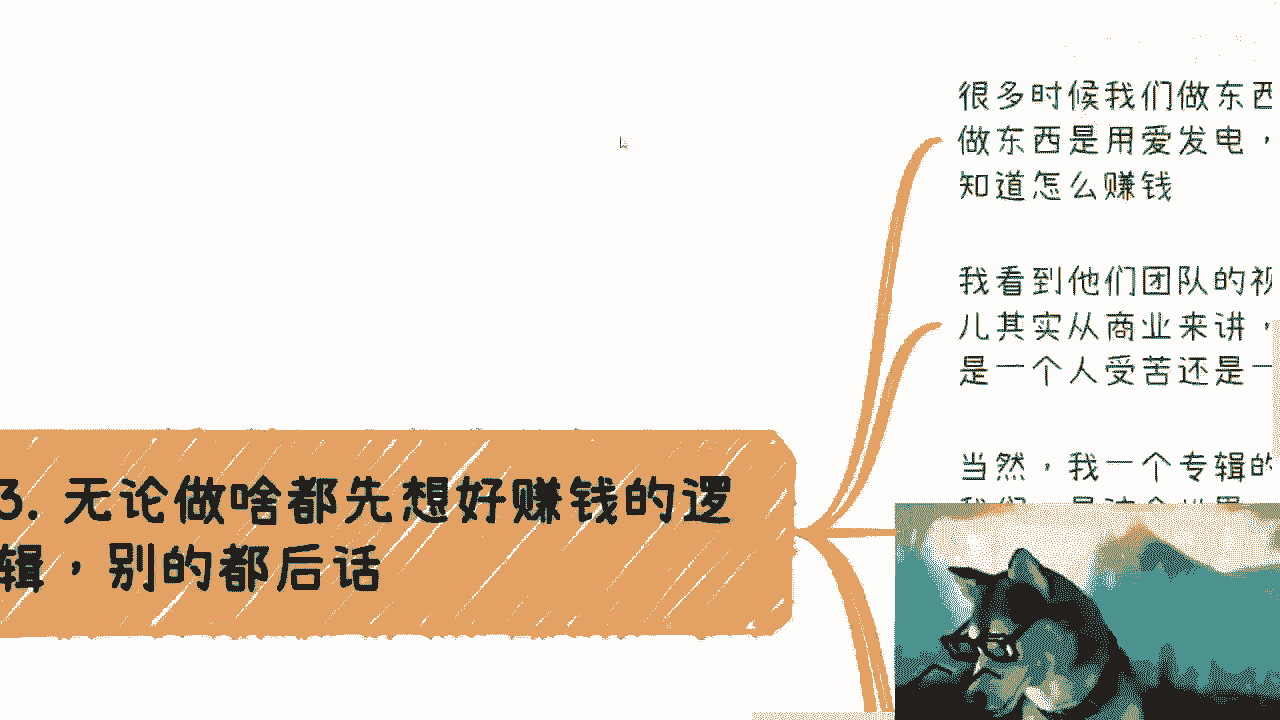 3. 无论做啥都先想好赚钱的逻
辑，别的都后话
很多时候我们做东西
做东西是用爱发电，
知道怎么赚钱
我看到他们团队的视
儿其实从商业来讲，
是一个人受苦还是一
当然，我一个专辑的